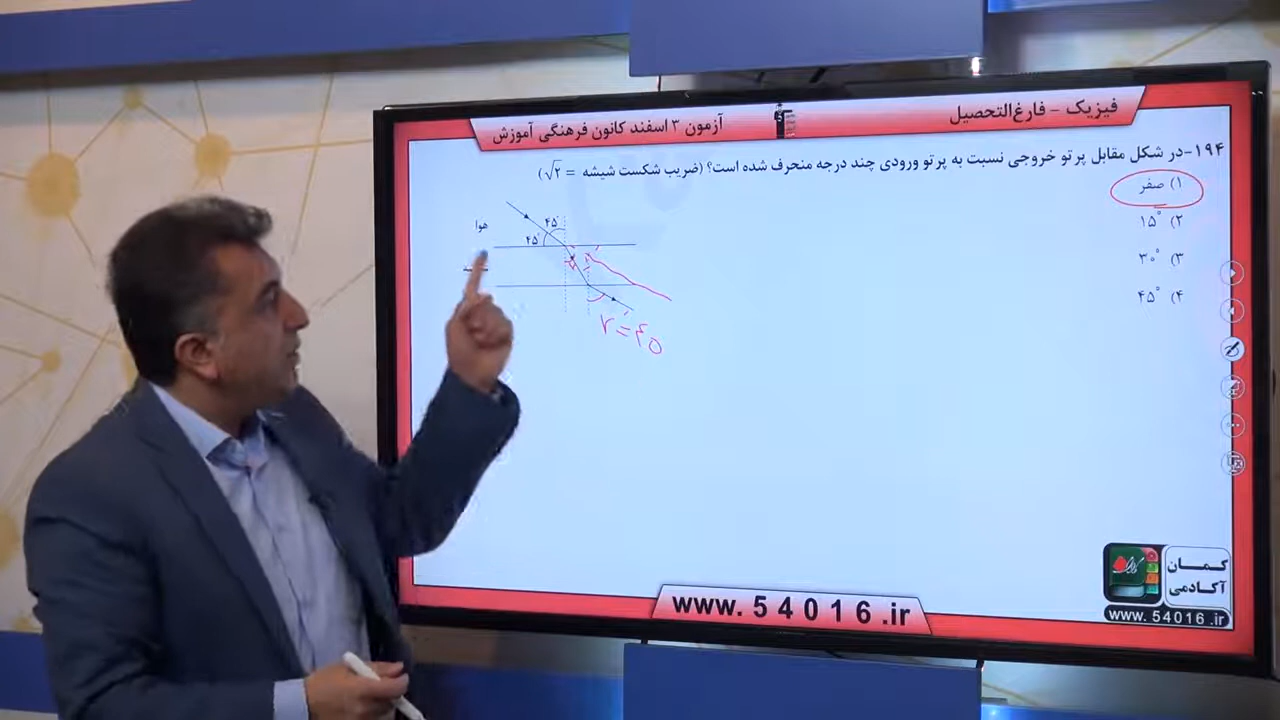 آزمون ۳ اسفند کانون فرهنگی آموزش
فیزیک - فارغ‌التحصیل
۱۹۴-در شکل مقابل پرتو خروجی نسبت به پرتو ورودی چند درجه منحرف شده است؟ (ضریب شکست شیشه = √۲)
۱) صفر
۲) ۱۵°
۳) ۳۰°
۴) ۴۵°
هوا
۴۵°
۴۵°
r = ۴۵
کمان
آکادمی
www. 54016 .ir
www. 5 4 0 1 6 .ir